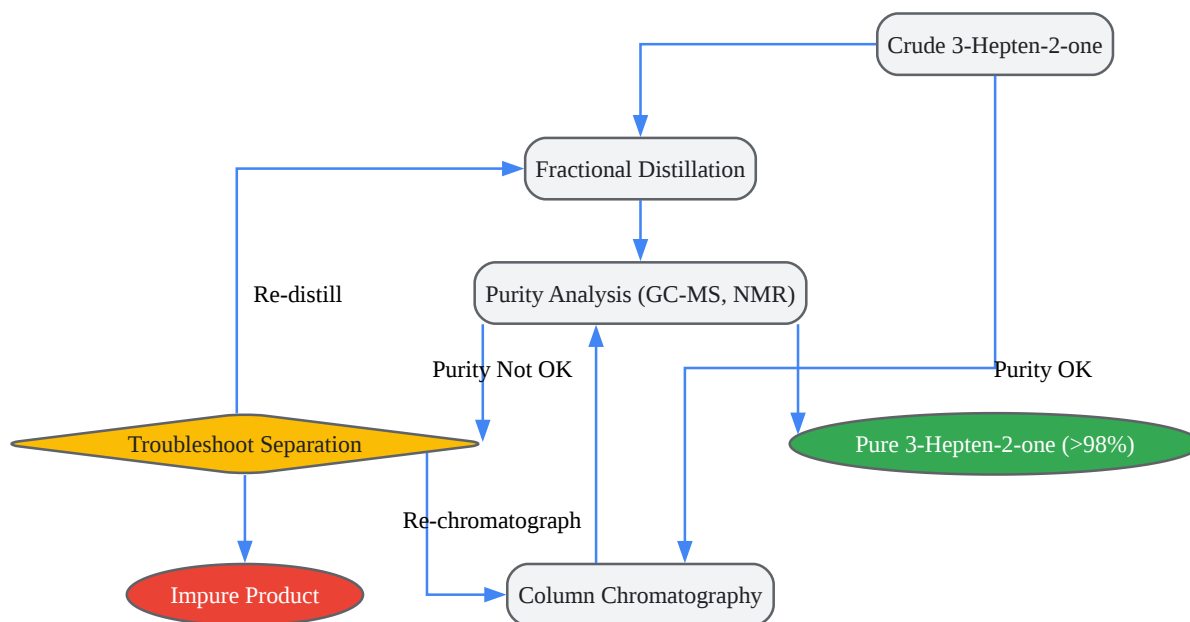 Crude 3-Hepten-2-one
Fractional Distillation
Re-distill
Purity Analysis (GC-MS, NMR)
Purity Not OK
Purity OK
Troubleshoot Separation
Pure 3-Hepten-2-one (>98%)
Re-chromatograph
Impure Product
Column Chromatography